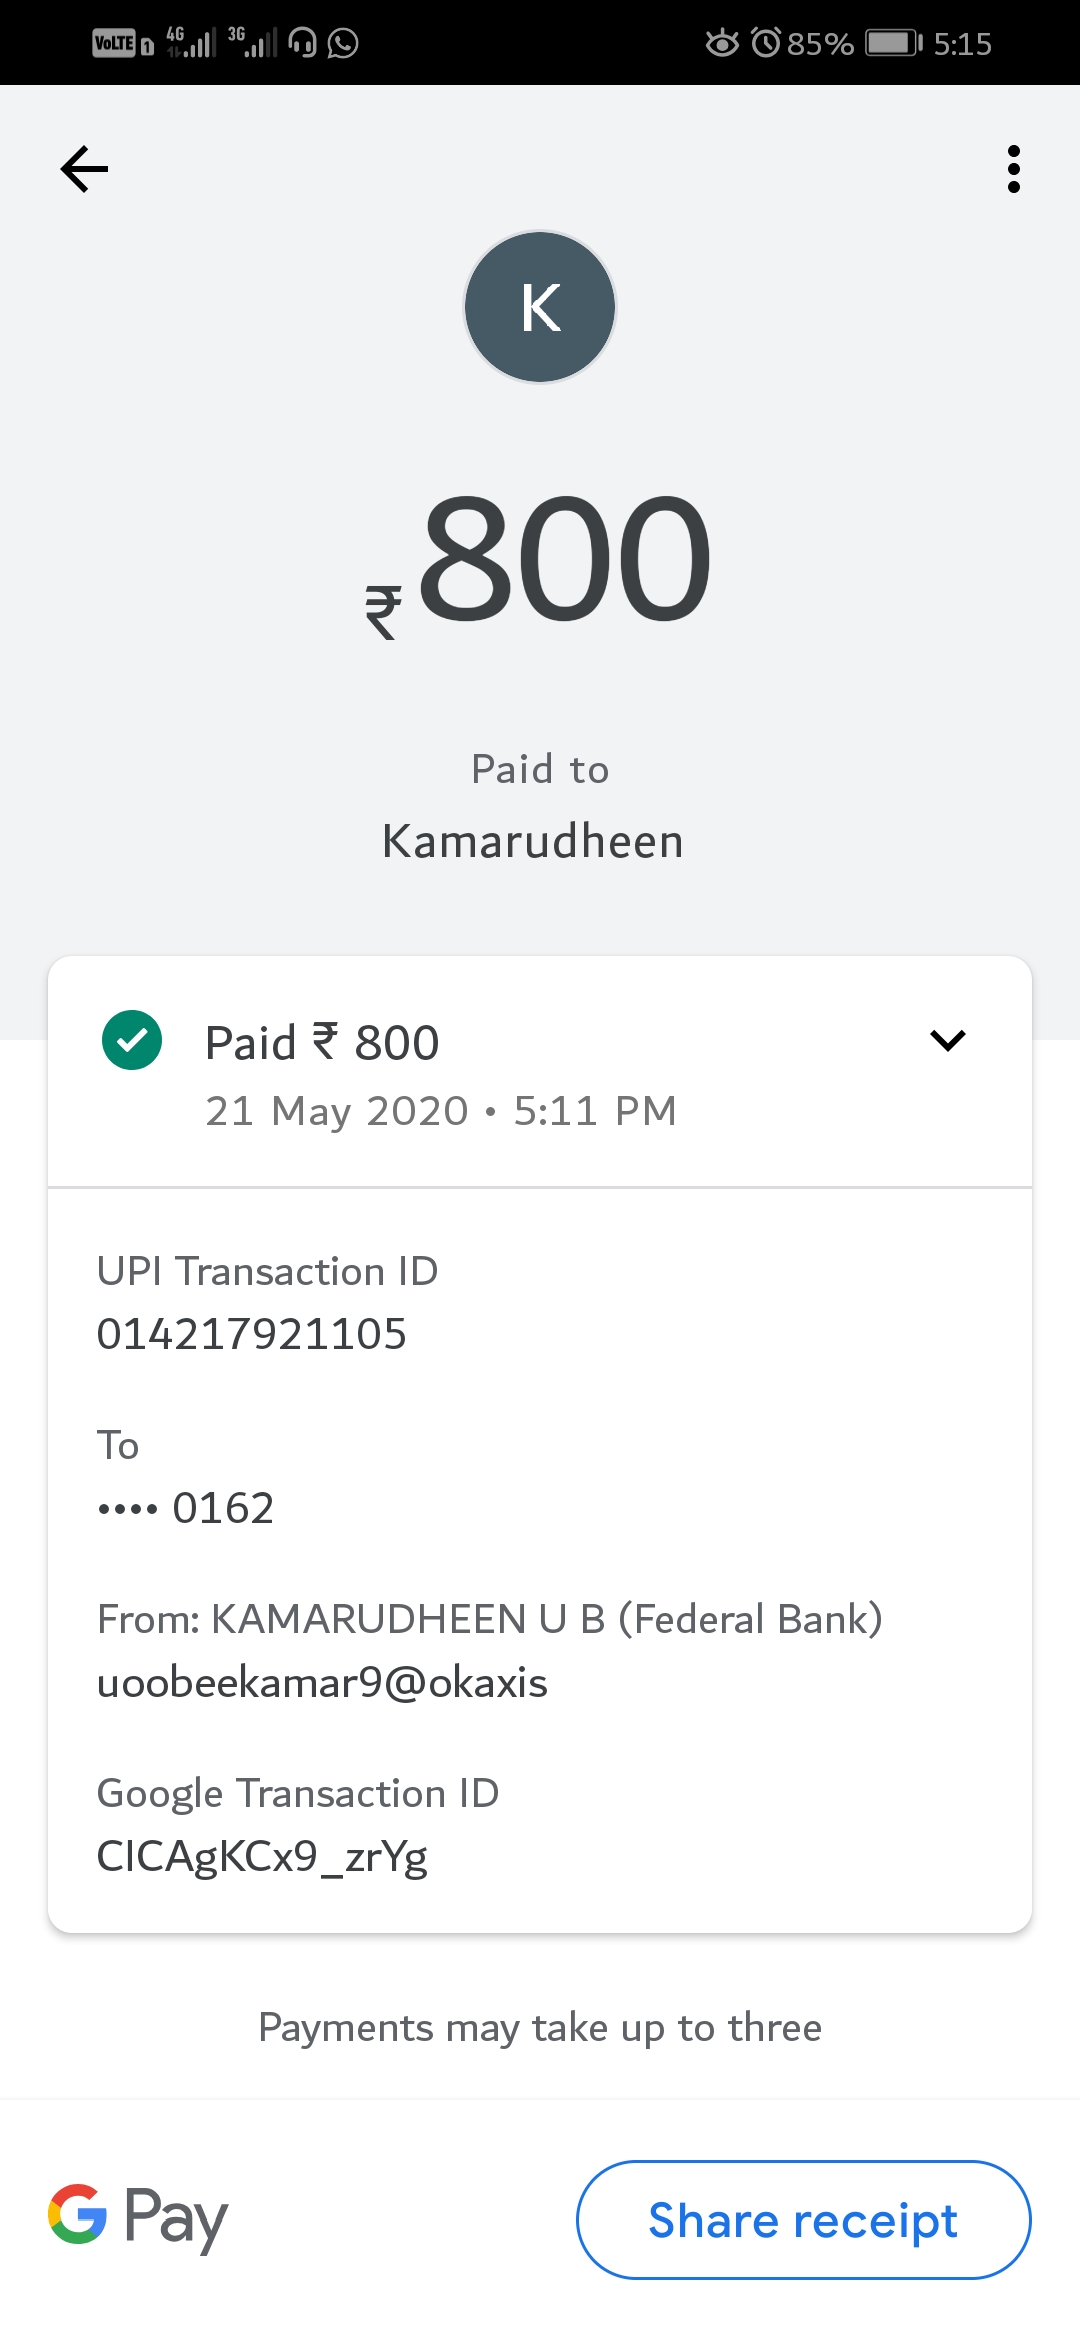 VoLTE 1 4G 3G 85% 5:15
K
₹800
Paid to
Kamarudheen
Paid ₹ 800
21 May 2020 • 5:11 PM
UPI Transaction ID
014217921105
To
•••• 0162
From: KAMARUDHEEN U B (Federal Bank)
uoobeekamar9@okaxis
Google Transaction ID
CICAgKCx9_zrYg
Payments may take up to three
G Pay
Share receipt